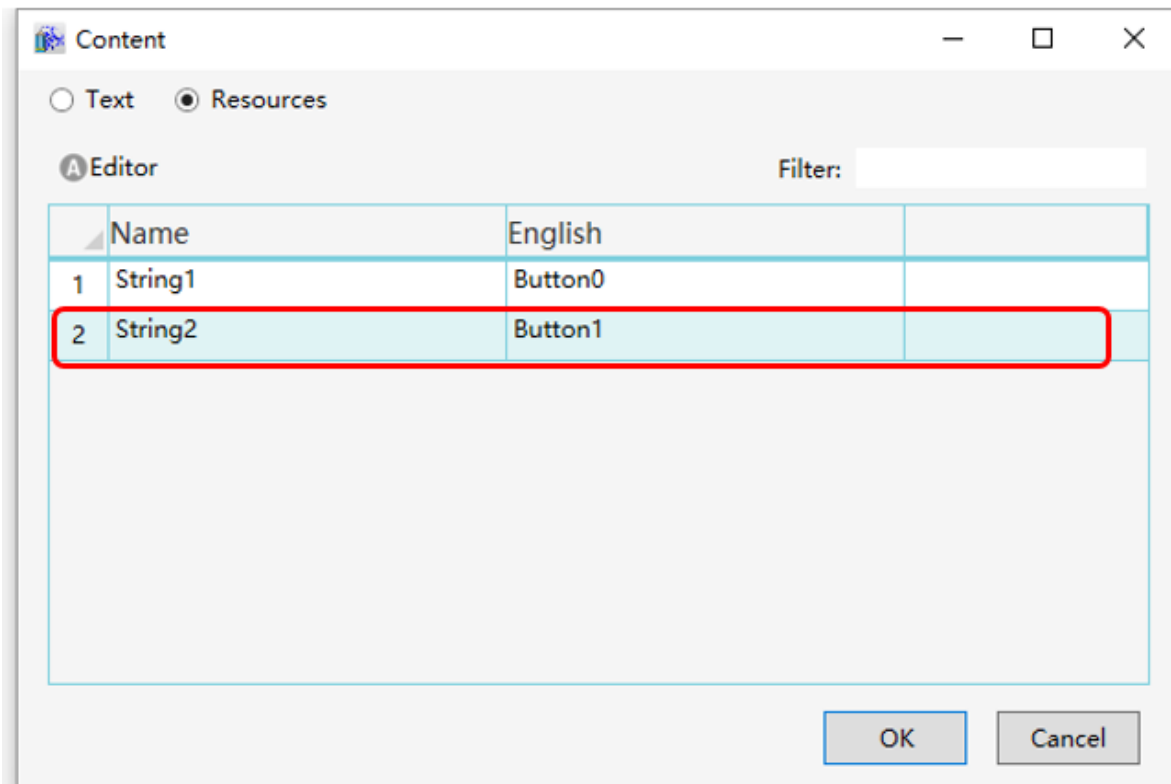 Content
Text Resources
A Editor Filter:
Name English
1 String1 Button0
2 String2 Button1
OK Cancel